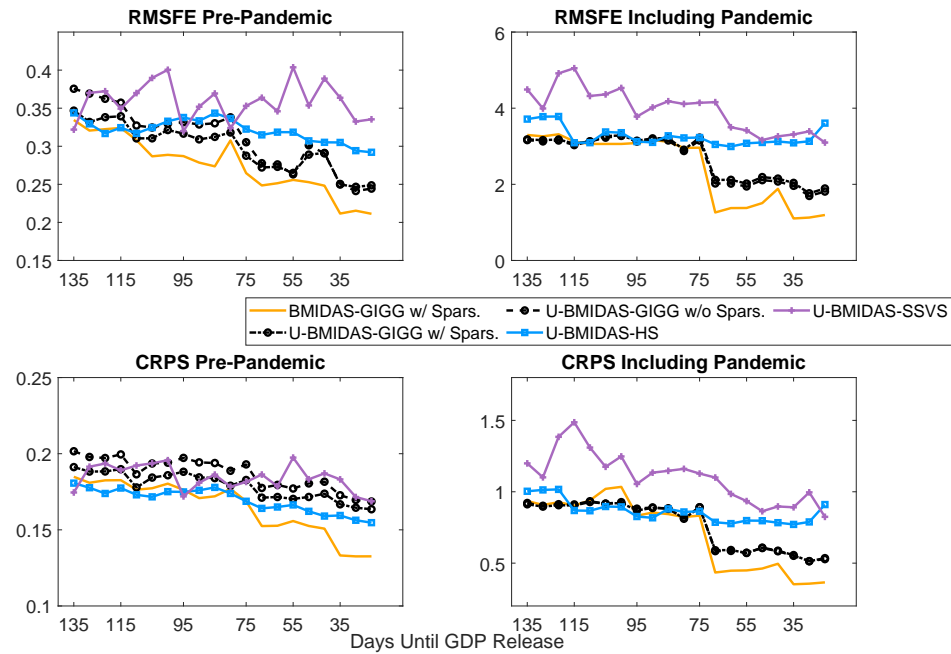 RMSFE Pre-Pandemic
0.4
0.35
0.3
0.25
0.2
0.15
135 115 95 75 55 35
RMSFE Including Pandemic
6
4
2
0
135 115 95 75 55 35
BMIDAS-GIGG w/ Spars. U-BMIDAS-GIGG w/o Spars. U-BMIDAS-SSVS
U-BMIDAS-GIGG w/ Spars. U-BMIDAS-HS
CRPS Pre-Pandemic
0.25
0.2
0.15
0.1
135 115 95 75 55 35
CRPS Including Pandemic
1.5
1
0.5
135 115 95 75 55 35
Days Until GDP Release